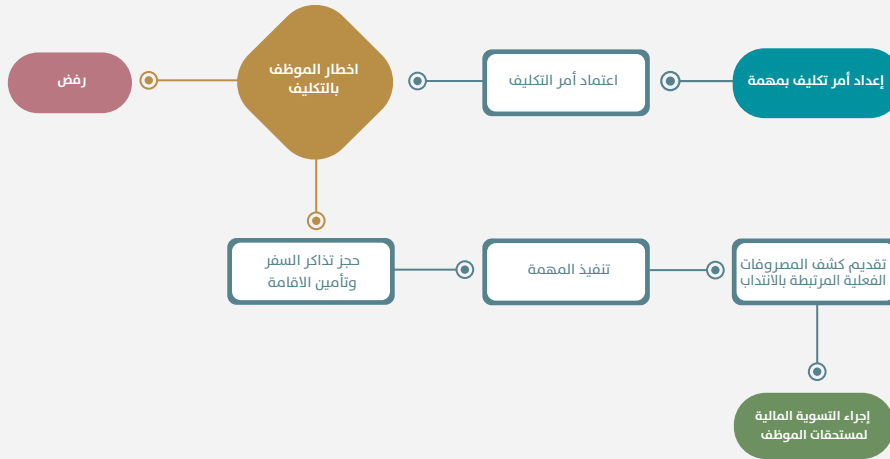 إعداد أمر تكليف بمهمة
اعتماد أمر التكليف
اخطار الموظف
بالتكليف
رفض
حجز تذاكر السفر
وتأمين الاقامة
تنفيذ المهمة
تقديم كشف المصروفات
الفعلية المرتبطة بالانتداب
إجراء التسوية المالية
لمستحقات الموظف